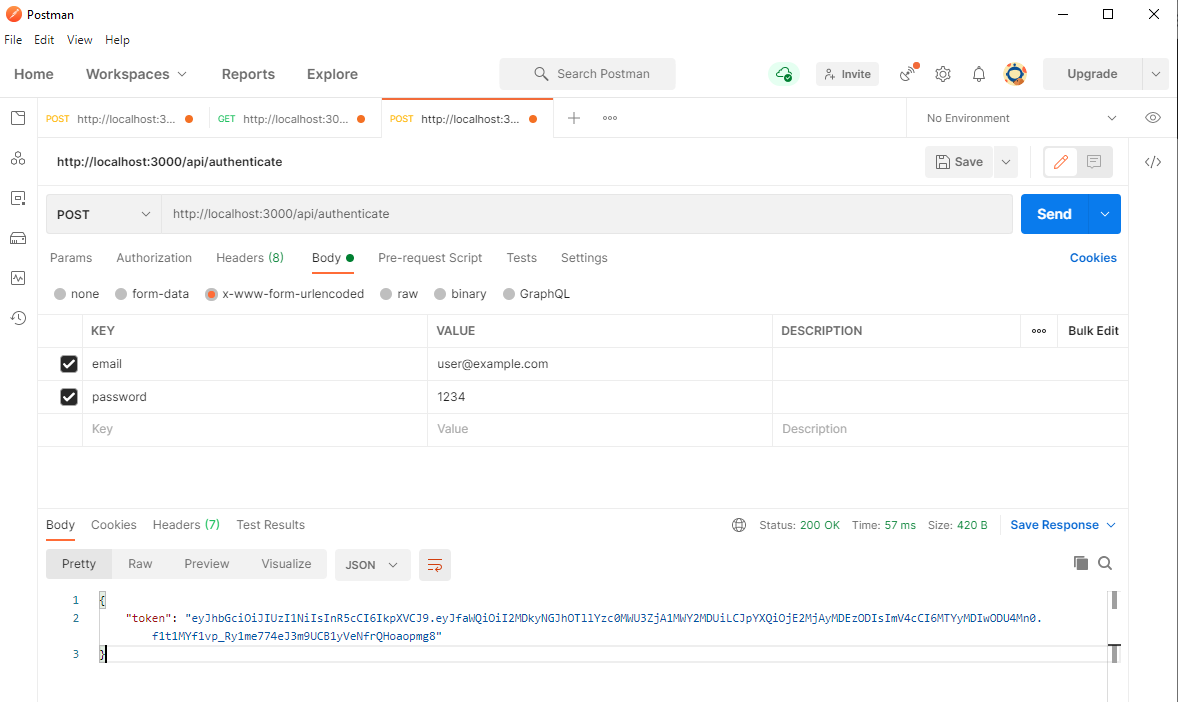 Postman
File Edit View Help
Home Workspaces Reports Explore Search Postman Invite Upgrade
POST http://localhost:3... GET http://localhost:30... POST http://localhost:3... No Environment
http://localhost:3000/api/authenticate Save
POST http://localhost:3000/api/authenticate Send
Params Authorization Headers (8) Body Pre-request Script Tests Settings Cookies
none form-data x-www-form-urlencoded raw binary GraphQL
KEY VALUE DESCRIPTION Bulk Edit
email user@example.com
password 1234
Key Value Description
Body Cookies Headers (7) Test Results Status: 200 OK Time: 57 ms Size: 420 B Save Response
Pretty Raw Preview Visualize JSON
1 {
2 "token": "eyJhbGciOiJIUzI1NiIsInR5cCI6IkpXVCJ9.eyJfaWQiOiI2MDkyNGJhOTllYzc0MWU3ZjA1MWY2MDUiLCJpYXQiOjE2MjAyMDEzODIsImV4cCI6MTYyMDIwODU4Mn0.
f1t1MYf1vp_Ry1me774eJ3m9UCB1yVeNfrQHoaopmg8"
3 }